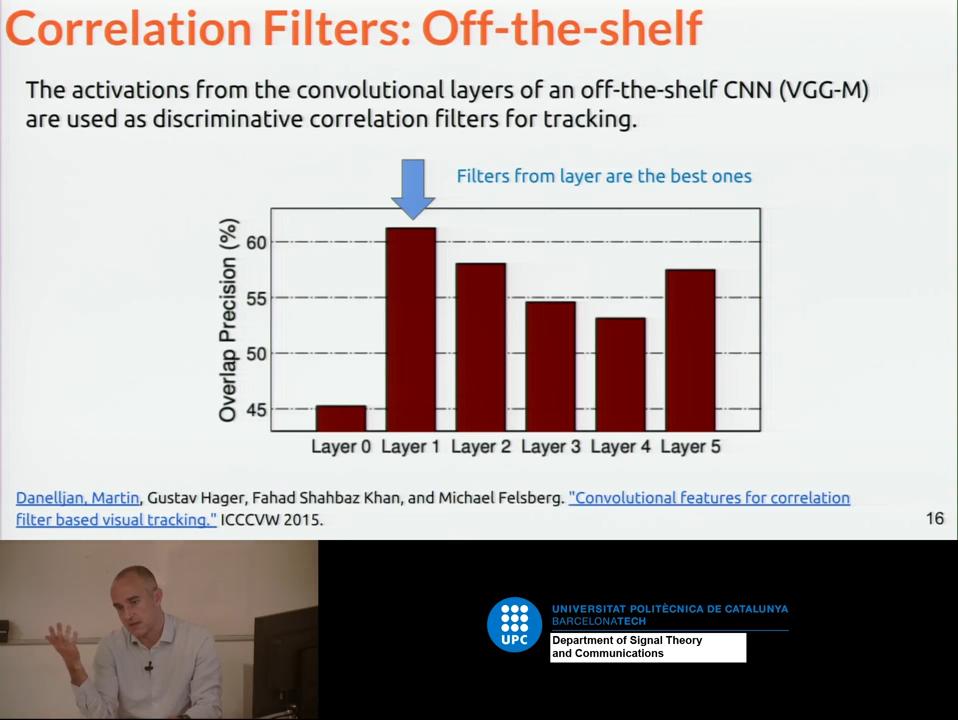 Correlation Filters: Off-the-shelf
The activations from the convolutional layers of an off-the-shelf CNN (VGG-M)
are used as discriminative correlation filters for tracking.
Filters from layer are the best ones
Overlap Precision (%)
60
55
50
45
Layer 0 Layer 1 Layer 2 Layer 3 Layer 4 Layer 5
Danelljan, Martin, Gustav Hager, Fahad Shahbaz Khan, and Michael Felsberg. "Convolutional features for correlation
filter based visual tracking." ICCCVW 2015.
16
UPC
UNIVERSITAT POLITÈCNICA DE CATALUNYA
BARCELONATECH
Department of Signal Theory
and Communications